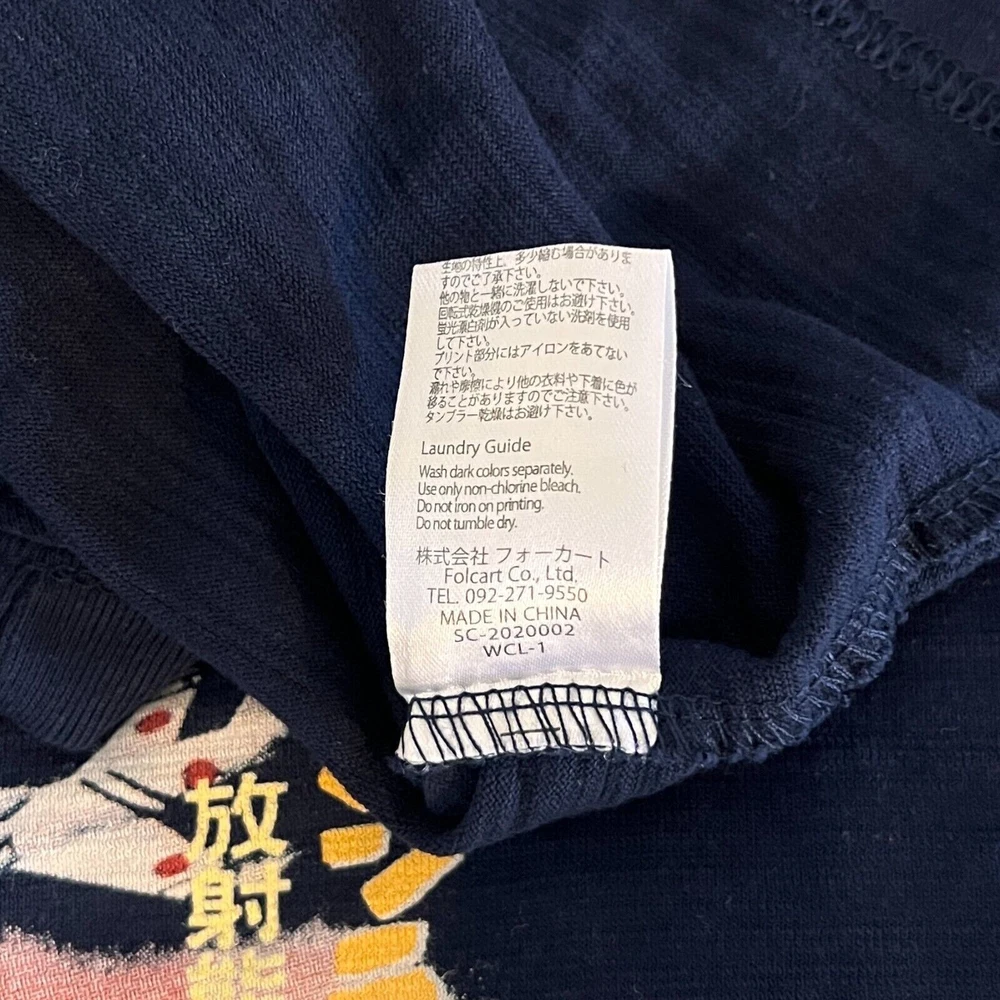 生地の特性上、多少縮む場合がありま
すのでご了承下さい。
他の物と一緒に洗濯しないで下さい。
回転式乾燥機のご使用はお避け下さい。
蛍光漂白剤が入っていない洗剤を使用
して下さい。
プリント部分にはアイロンをあてない
で下さい。
濡れや摩擦により他の衣料や下着に色が
移ることがありますのでご注意下さい。
タンブラー乾燥はお避け下さい。
Laundry Guide
Wash dark colors separately.
Use only non-chlorine bleach.
Do not iron on printing.
Do not tumble dry.
株式会社 フォーカート
Folcart Co., Ltd.
TEL. 092-271-9550
MADE IN CHINA
SC-2020002
WCL-1
放射能